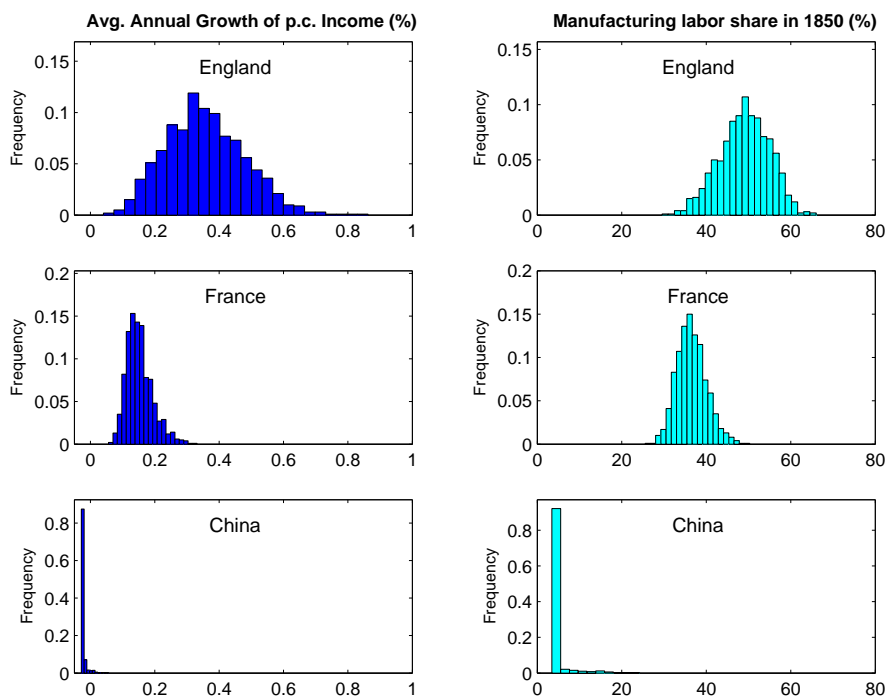 Avg. Annual Growth of p.c. Income (%)
0.15
0.1
0.05
0
Frequency
England
0 0.2 0.4 0.6 0.8 1
Manufacturing labor share in 1850 (%)
0.15
0.1
0.05
0
Frequency
England
0 20 40 60 80
0.2
0.15
0.1
0.05
0
Frequency
France
0 0.2 0.4 0.6 0.8 1
0.2
0.15
0.1
0.05
0
Frequency
France
0 20 40 60 80
0.8
0.6
0.4
0.2
0
Frequency
China
0 0.2 0.4 0.6 0.8 1
0.8
0.6
0.4
0.2
0
Frequency
China
0 20 40 60 80